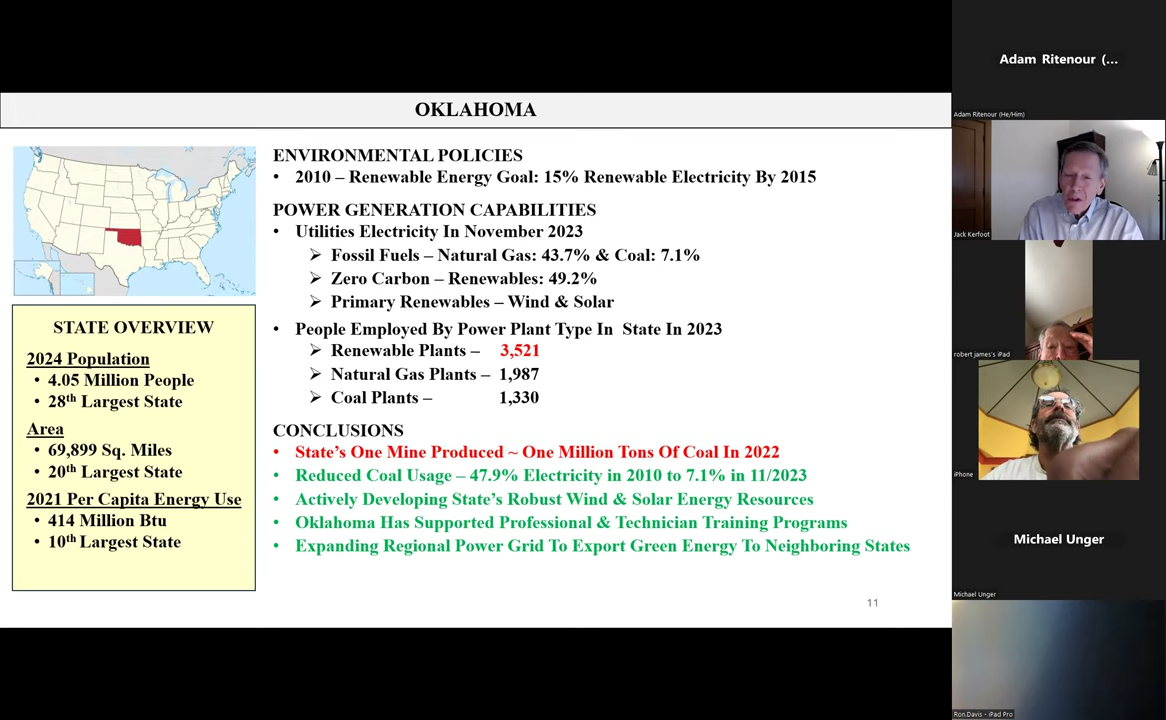 OKLAHOMA
ENVIRONMENTAL POLICIES
• 2010 – Renewable Energy Goal: 15% Renewable Electricity By 2015
POWER GENERATION CAPABILITIES
• Utilities Electricity In November 2023
➢ Fossil Fuels – Natural Gas: 43.7% & Coal: 7.1%
➢ Zero Carbon – Renewables: 49.2%
➢ Primary Renewables – Wind & Solar
• People Employed By Power Plant Type In State In 2023
➢ Renewable Plants – 3,521
➢ Natural Gas Plants – 1,987
➢ Coal Plants – 1,330
CONCLUSIONS
• State's One Mine Produced ~ One Million Tons Of Coal In 2022
• Reduced Coal Usage – 47.9% Electricity in 2010 to 7.1% in 11/2023
• Actively Developing State's Robust Wind & Solar Energy Resources
• Oklahoma Has Supported Professional & Technician Training Programs
• Expanding Regional Power Grid To Export Green Energy To Neighboring States
STATE OVERVIEW
2024 Population
• 4.05 Million People
• 28th Largest State
Area
• 69,899 Sq. Miles
• 20th Largest State
2021 Per Capita Energy Use
• 414 Million Btu
• 10th Largest State
11
Adam Ritenour (...
Adam Ritenour (He/Him)
Jack Kerfoot
robert james's iPad
iPhone
Michael Unger
Michael Unger
Ron.Davis - iPad Pro